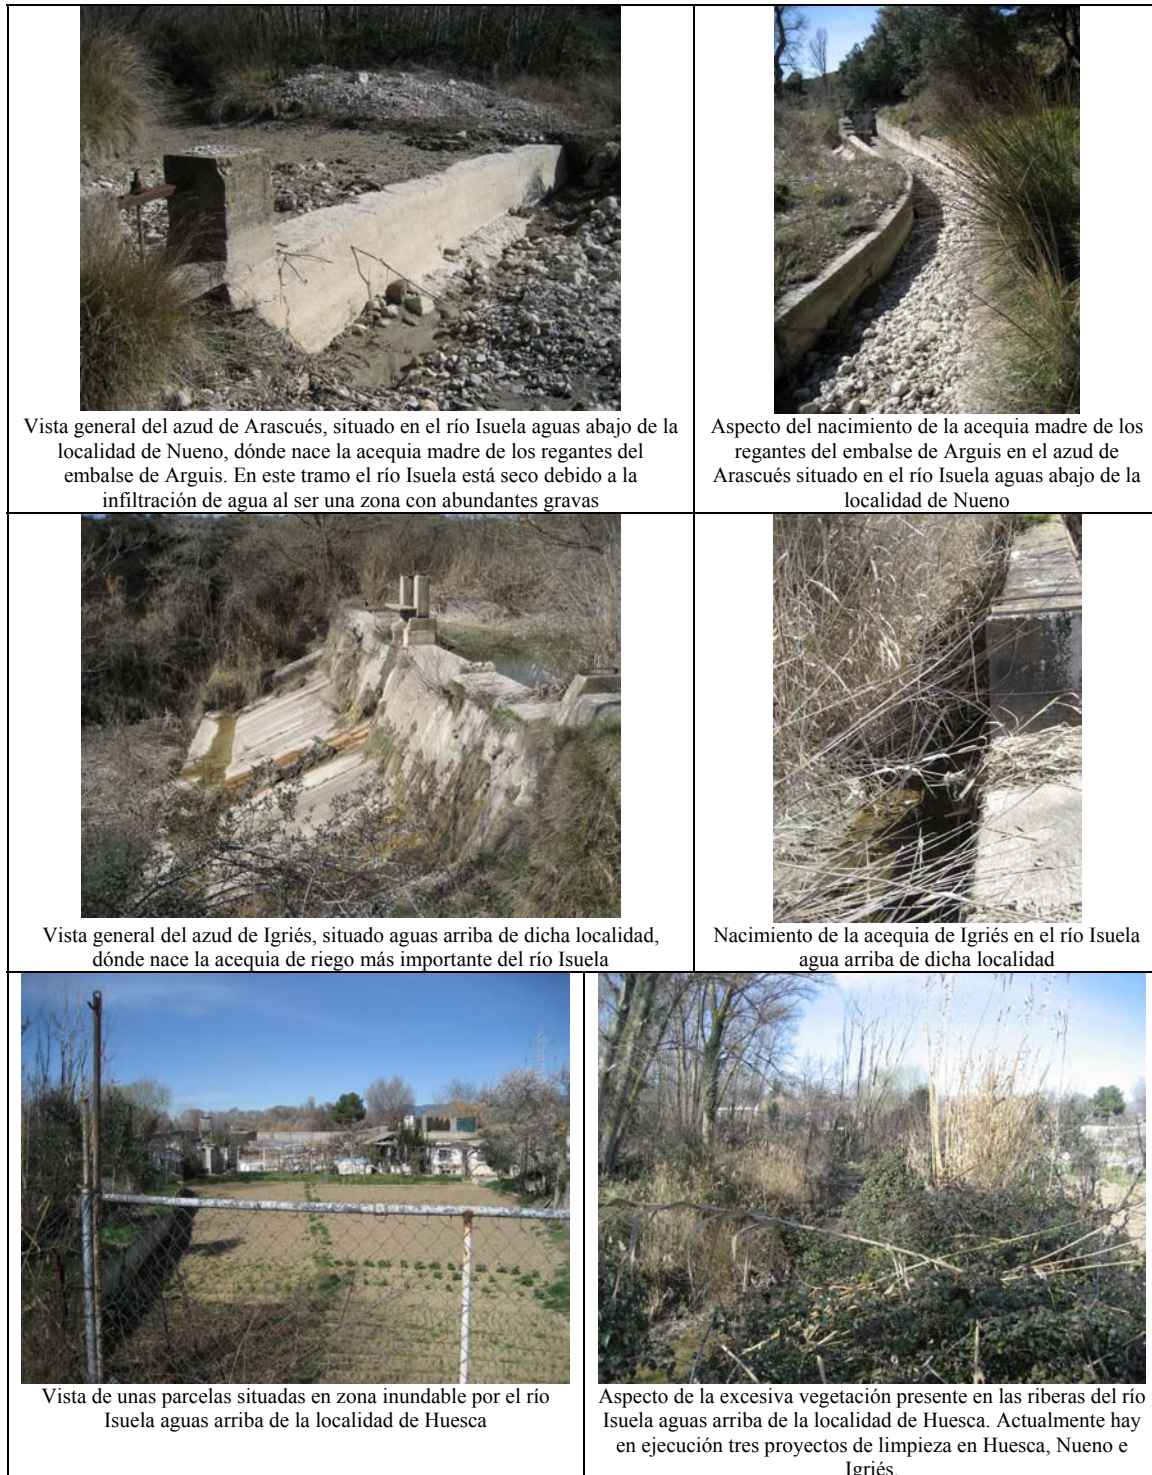 Vista general del azud de Arascués, situado en el río Isuela aguas abajo de la
localidad de Nueno, dónde nace la acequia madre de los regantes del
embalse de Arguis. En este tramo el río Isuela está seco debido a la
infiltración de agua al ser una zona con abundantes gravas
Aspecto del nacimiento de la acequia madre de los
regantes del embalse de Arguis en el azud de
Arascués situado en el río Isuela aguas abajo de la
localidad de Nueno
Vista general del azud de Igriés, situado aguas arriba de dicha localidad,
dónde nace la acequia de riego más importante del río Isuela
Nacimiento de la acequia de Igriés en el río Isuela
agua arriba de dicha localidad
Vista de unas parcelas situadas en zona inundable por el río
Isuela aguas arriba de la localidad de Huesca
Aspecto de la excesiva vegetación presente en las riberas del río
Isuela aguas arriba de la localidad de Huesca. Actualmente hay
en ejecución tres proyectos de limpieza en Huesca, Nueno e
Igriés.